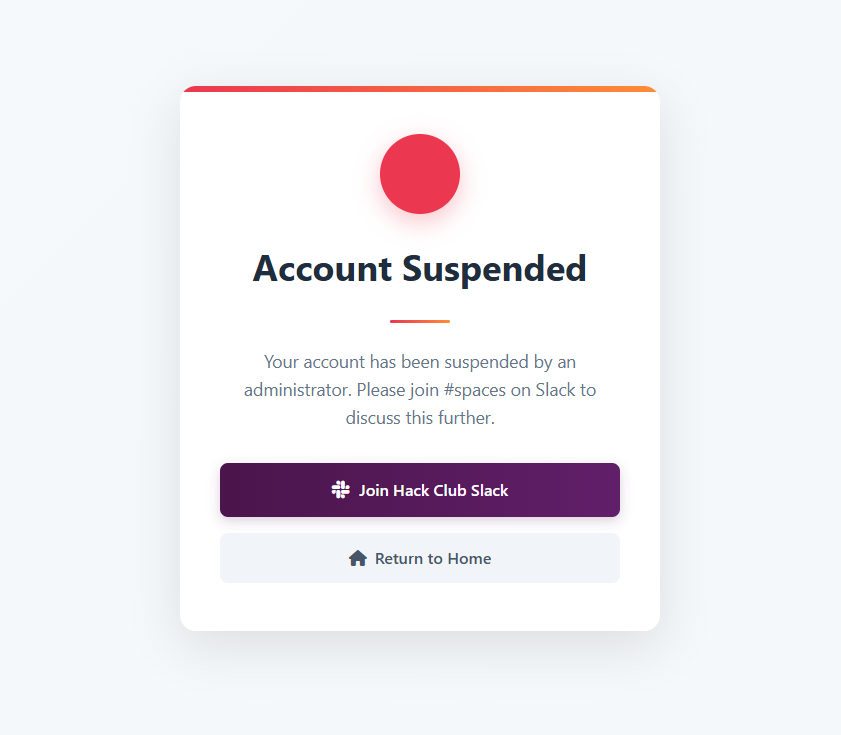 Account Suspended
Your account has been suspended by an
administrator. Please join #spaces on Slack to
discuss this further.
Join Hack Club Slack
Return to Home